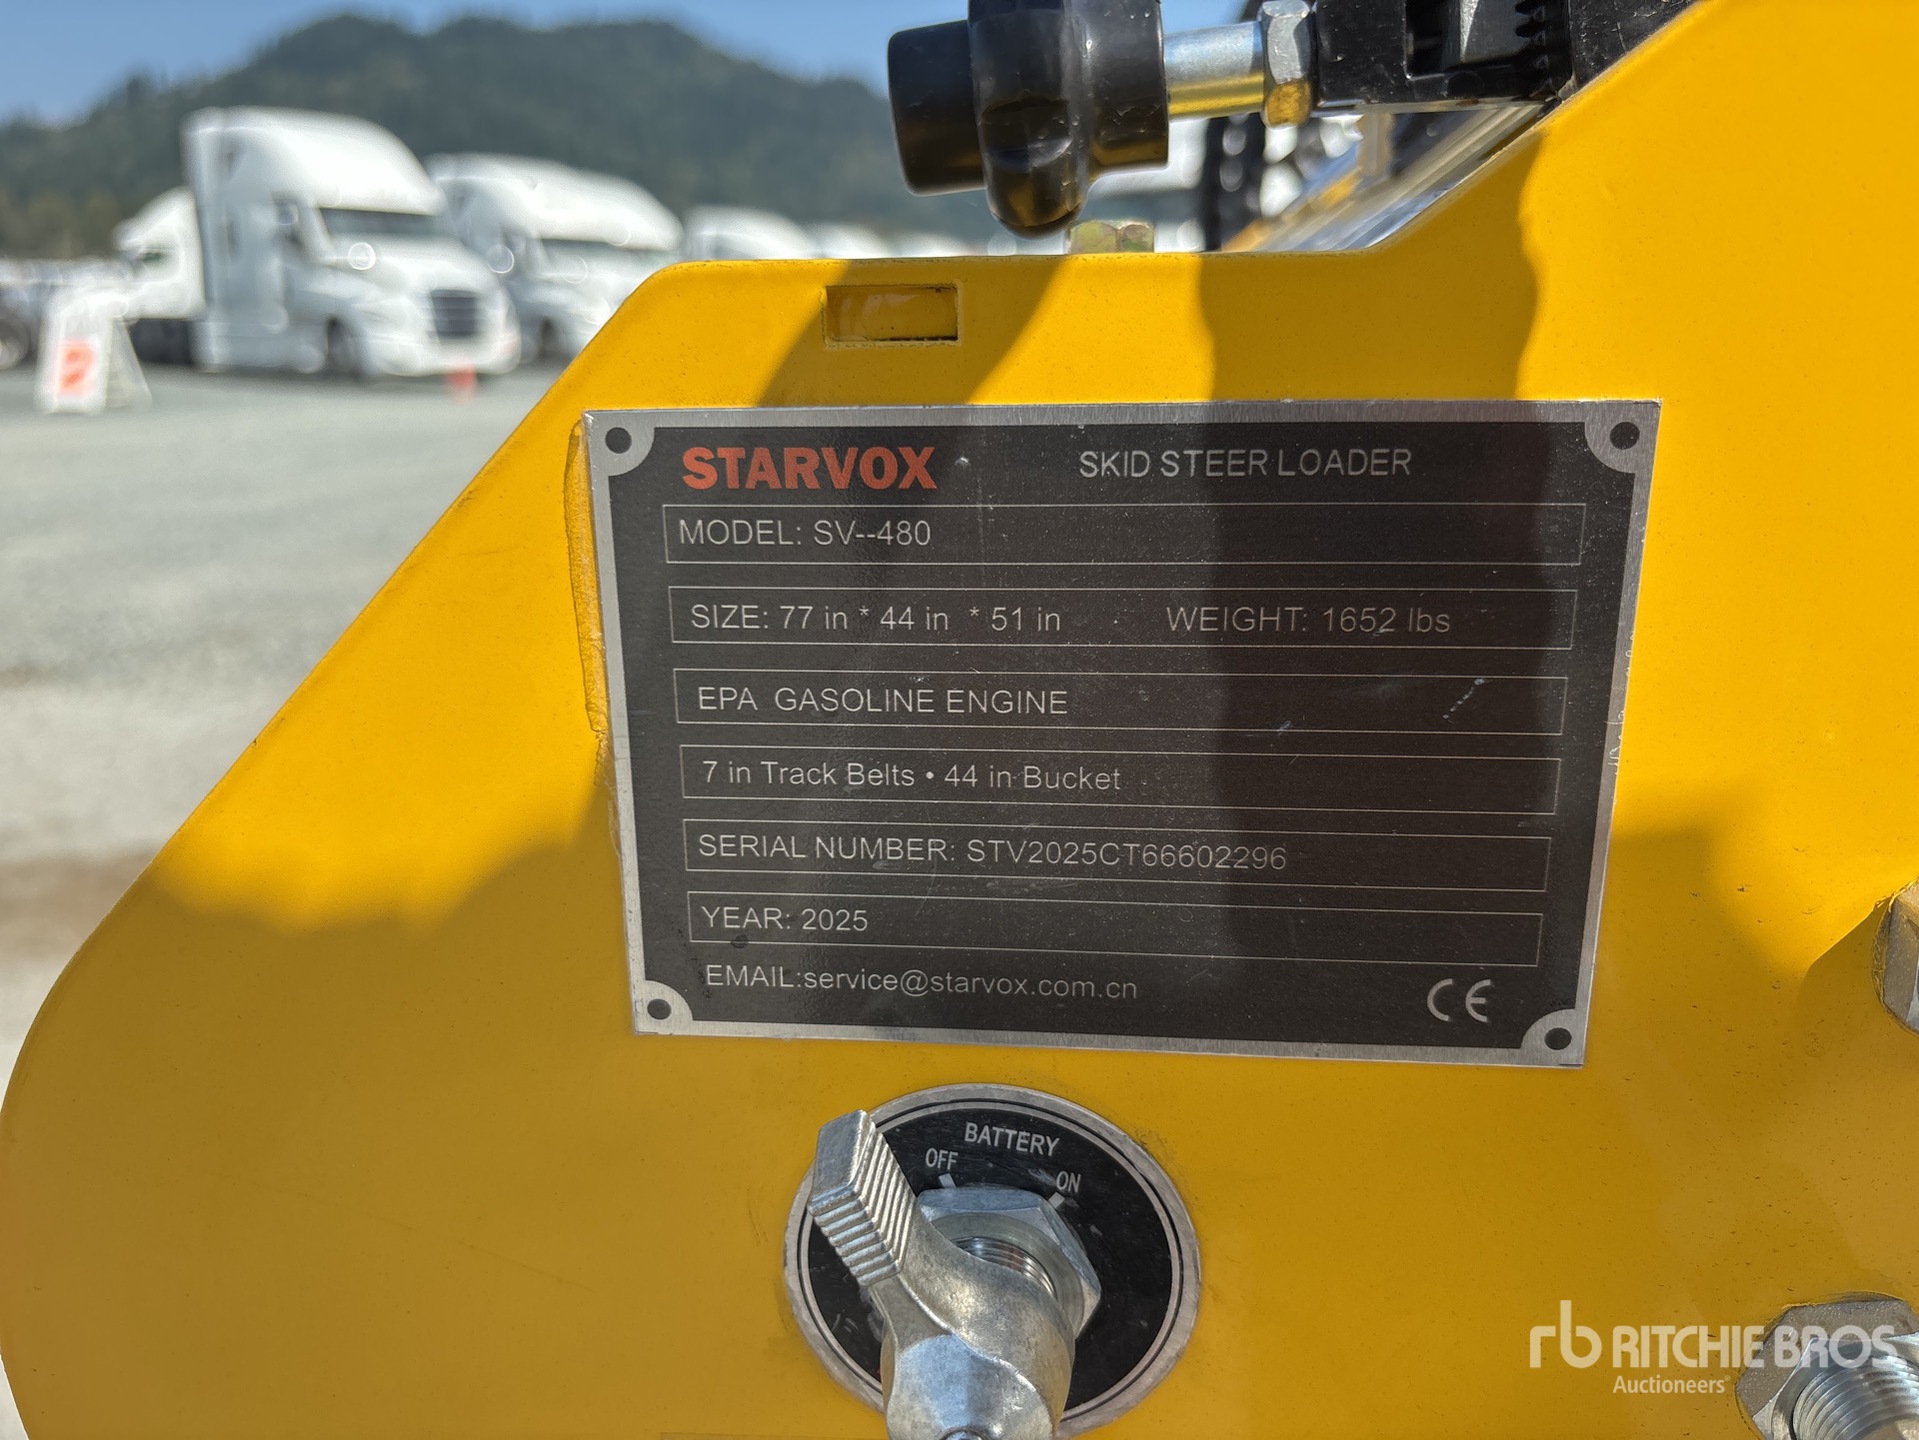 STARVOX SKID STEER LOADER
MODEL: SV--480
SIZE: 77 in * 44 in * 51 in WEIGHT: 1652 lbs
EPA GASOLINE ENGINE
7 in Track Belts • 44 in Bucket
SERIAL NUMBER: STV2025CT66602296
YEAR: 2025
EMAIL:service@starvox.com.cn CE
BATTERY
OFF ON
rb RITCHIE BROS
Auctioneers